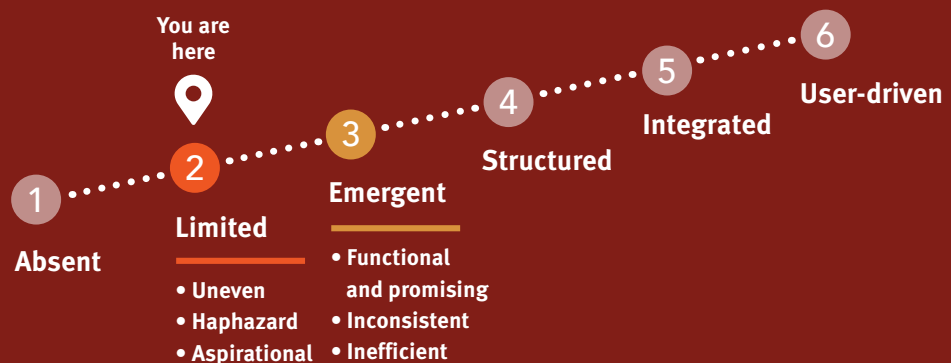 You are
here
1
Absent
2
Limited
• Uneven
• Haphazard
• Aspirational
3
Emergent
• Functional
and promising
• Inconsistent
• Inefficient
4
Structured
5
Integrated
6
User-driven